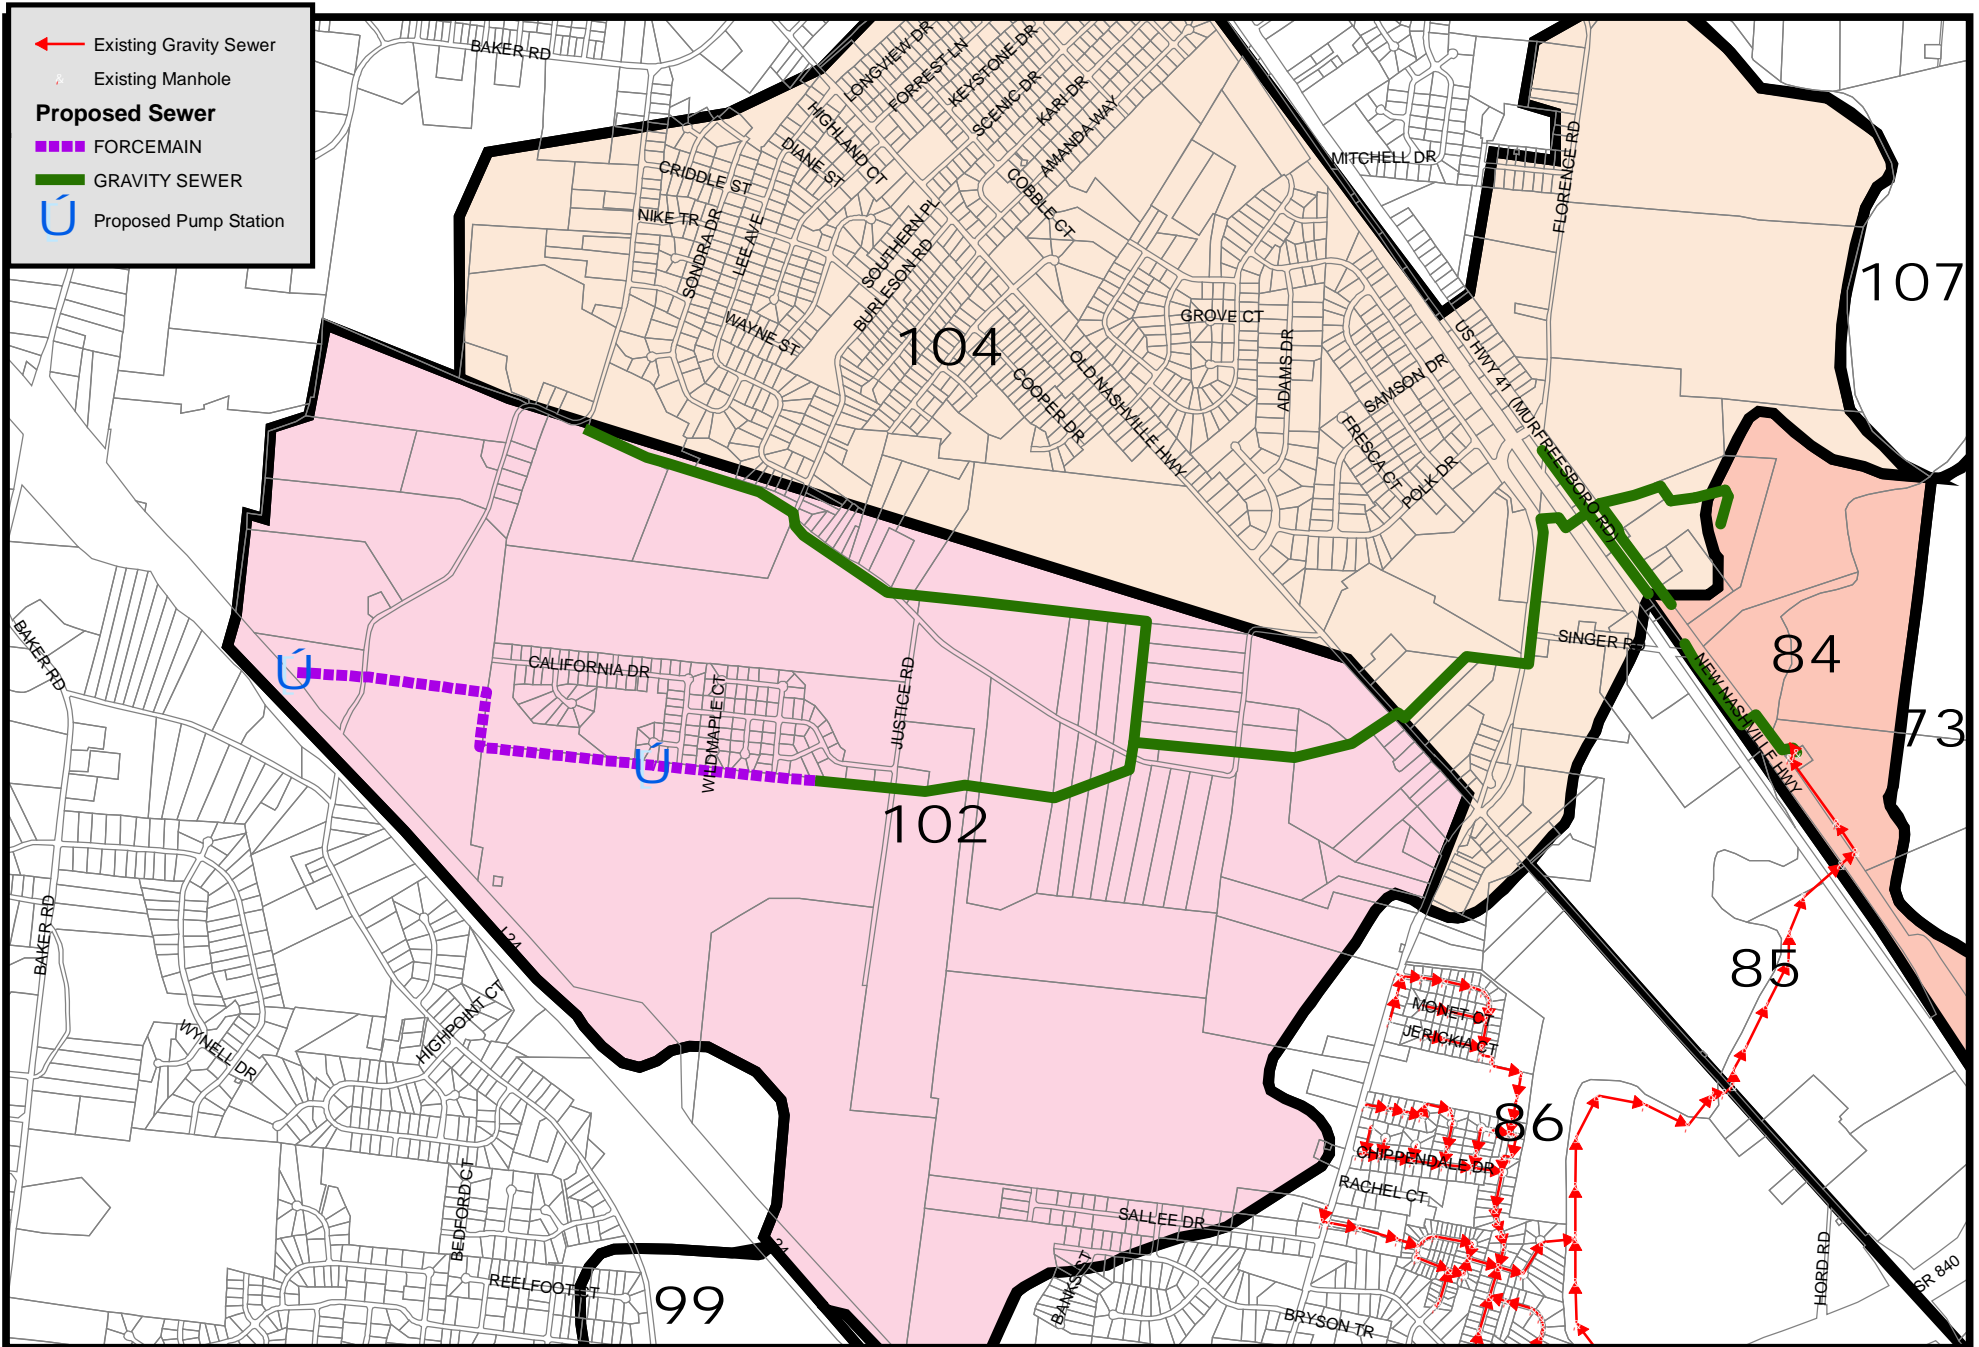 Existing Gravity Sewer
Existing Manhole
Proposed Sewer
FORCEMAIN
GRAVITY SEWER
Ú Proposed Pump Station
BAKER RD
LONGVIEW DR
FORREST LN
KEYSTONE DR
SCENIC DR
KARI DR
AMANDA WAY
HIGHLAND CT
DIANE ST
CRIDDLE ST
NIKE TR
SONDRA DR
LEE AVE
SOUTHERN PL
BURLESON RD
COBBLE CT
WAYNE ST
MITCHELL DR
FLORENCE RD
107
104
GROVE CT
ADAMS DR
OLD NASHVILLE HWY
COOPER DR
US HWY 41 (MURFREESBORO RD)
SAMSON DR
FRESCA CT
POLK DR
SINGER R
84
73
NEW NASHVILLE HWY
BAKER RD
Ú
CALIFORNIA DR
WILDMAPLE CT
JUSTICE RD
Ú
102
BAKER RD
I-24
HIGHPOINT CT
WYNELL DR
85
MONET CT
JERICKIA CT
86
CHIPPENDALE DR
RACHEL CT
SALLEE DR
BANKS CT
BRYSON TR
BEDFORD CT
REELFOOT CT
24
99
HORD RD
SR 840